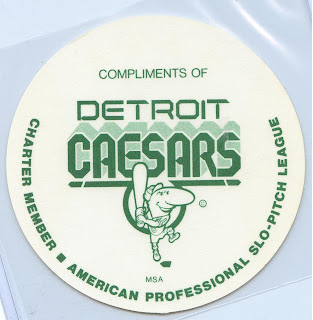 COMPLIMENTS OF
DETROIT
CAESARS
©
MSA
CHARTER MEMBER ■ AMERICAN PROFESSIONAL SLO-PITCH LEAGUE